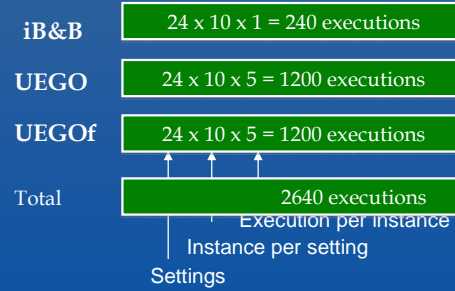 iB&B 24 x 10 x 1 = 240 executions
UEGO 24 x 10 x 5 = 1200 executions
UEGOf 24 x 10 x 5 = 1200 executions
Total 2640 executions
Execution per Instance
Instance per setting
Settings